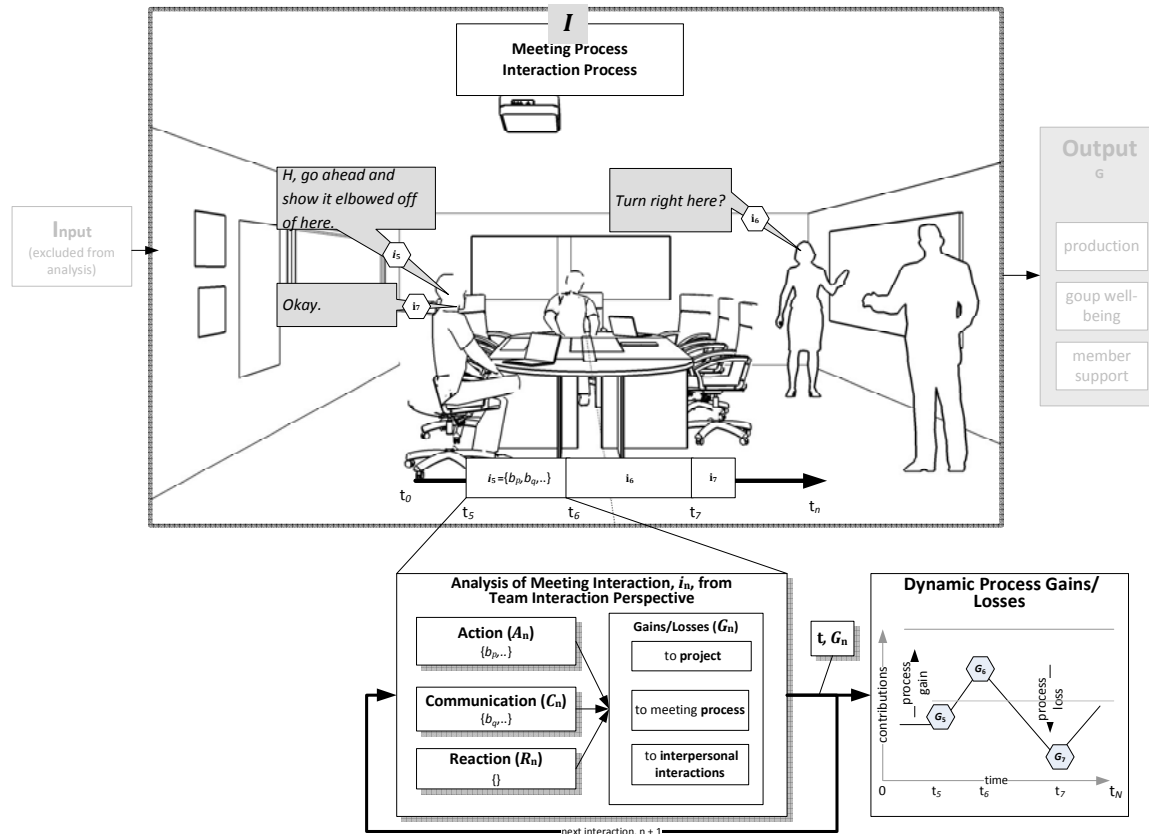 I
Meeting Process
Interaction Process
H, go ahead and
show it elbowed off
of here.
i5
Okay.
i7
Turn right here?
i6
Input
(excluded from
analysis)
Output
G
production
goup well-
being
member
support
t0
i5={bp,bq,..}
i6
i7
t5
t6
t7
tn
Analysis of Meeting Interaction, in, from
Team Interaction Perspective
Action (An)
{bp,..}
Communication (Cn)
{bq,..}
Reaction (Rn)
{}
Gains/Losses (Gn)
to project
to meeting process
to interpersonal
interactions
t, Gn
next interaction, n + 1
Dynamic Process Gains/
Losses
contributions
process
gain
G5
G6
process
loss
G7
time
0
t5
t6
t7
tN